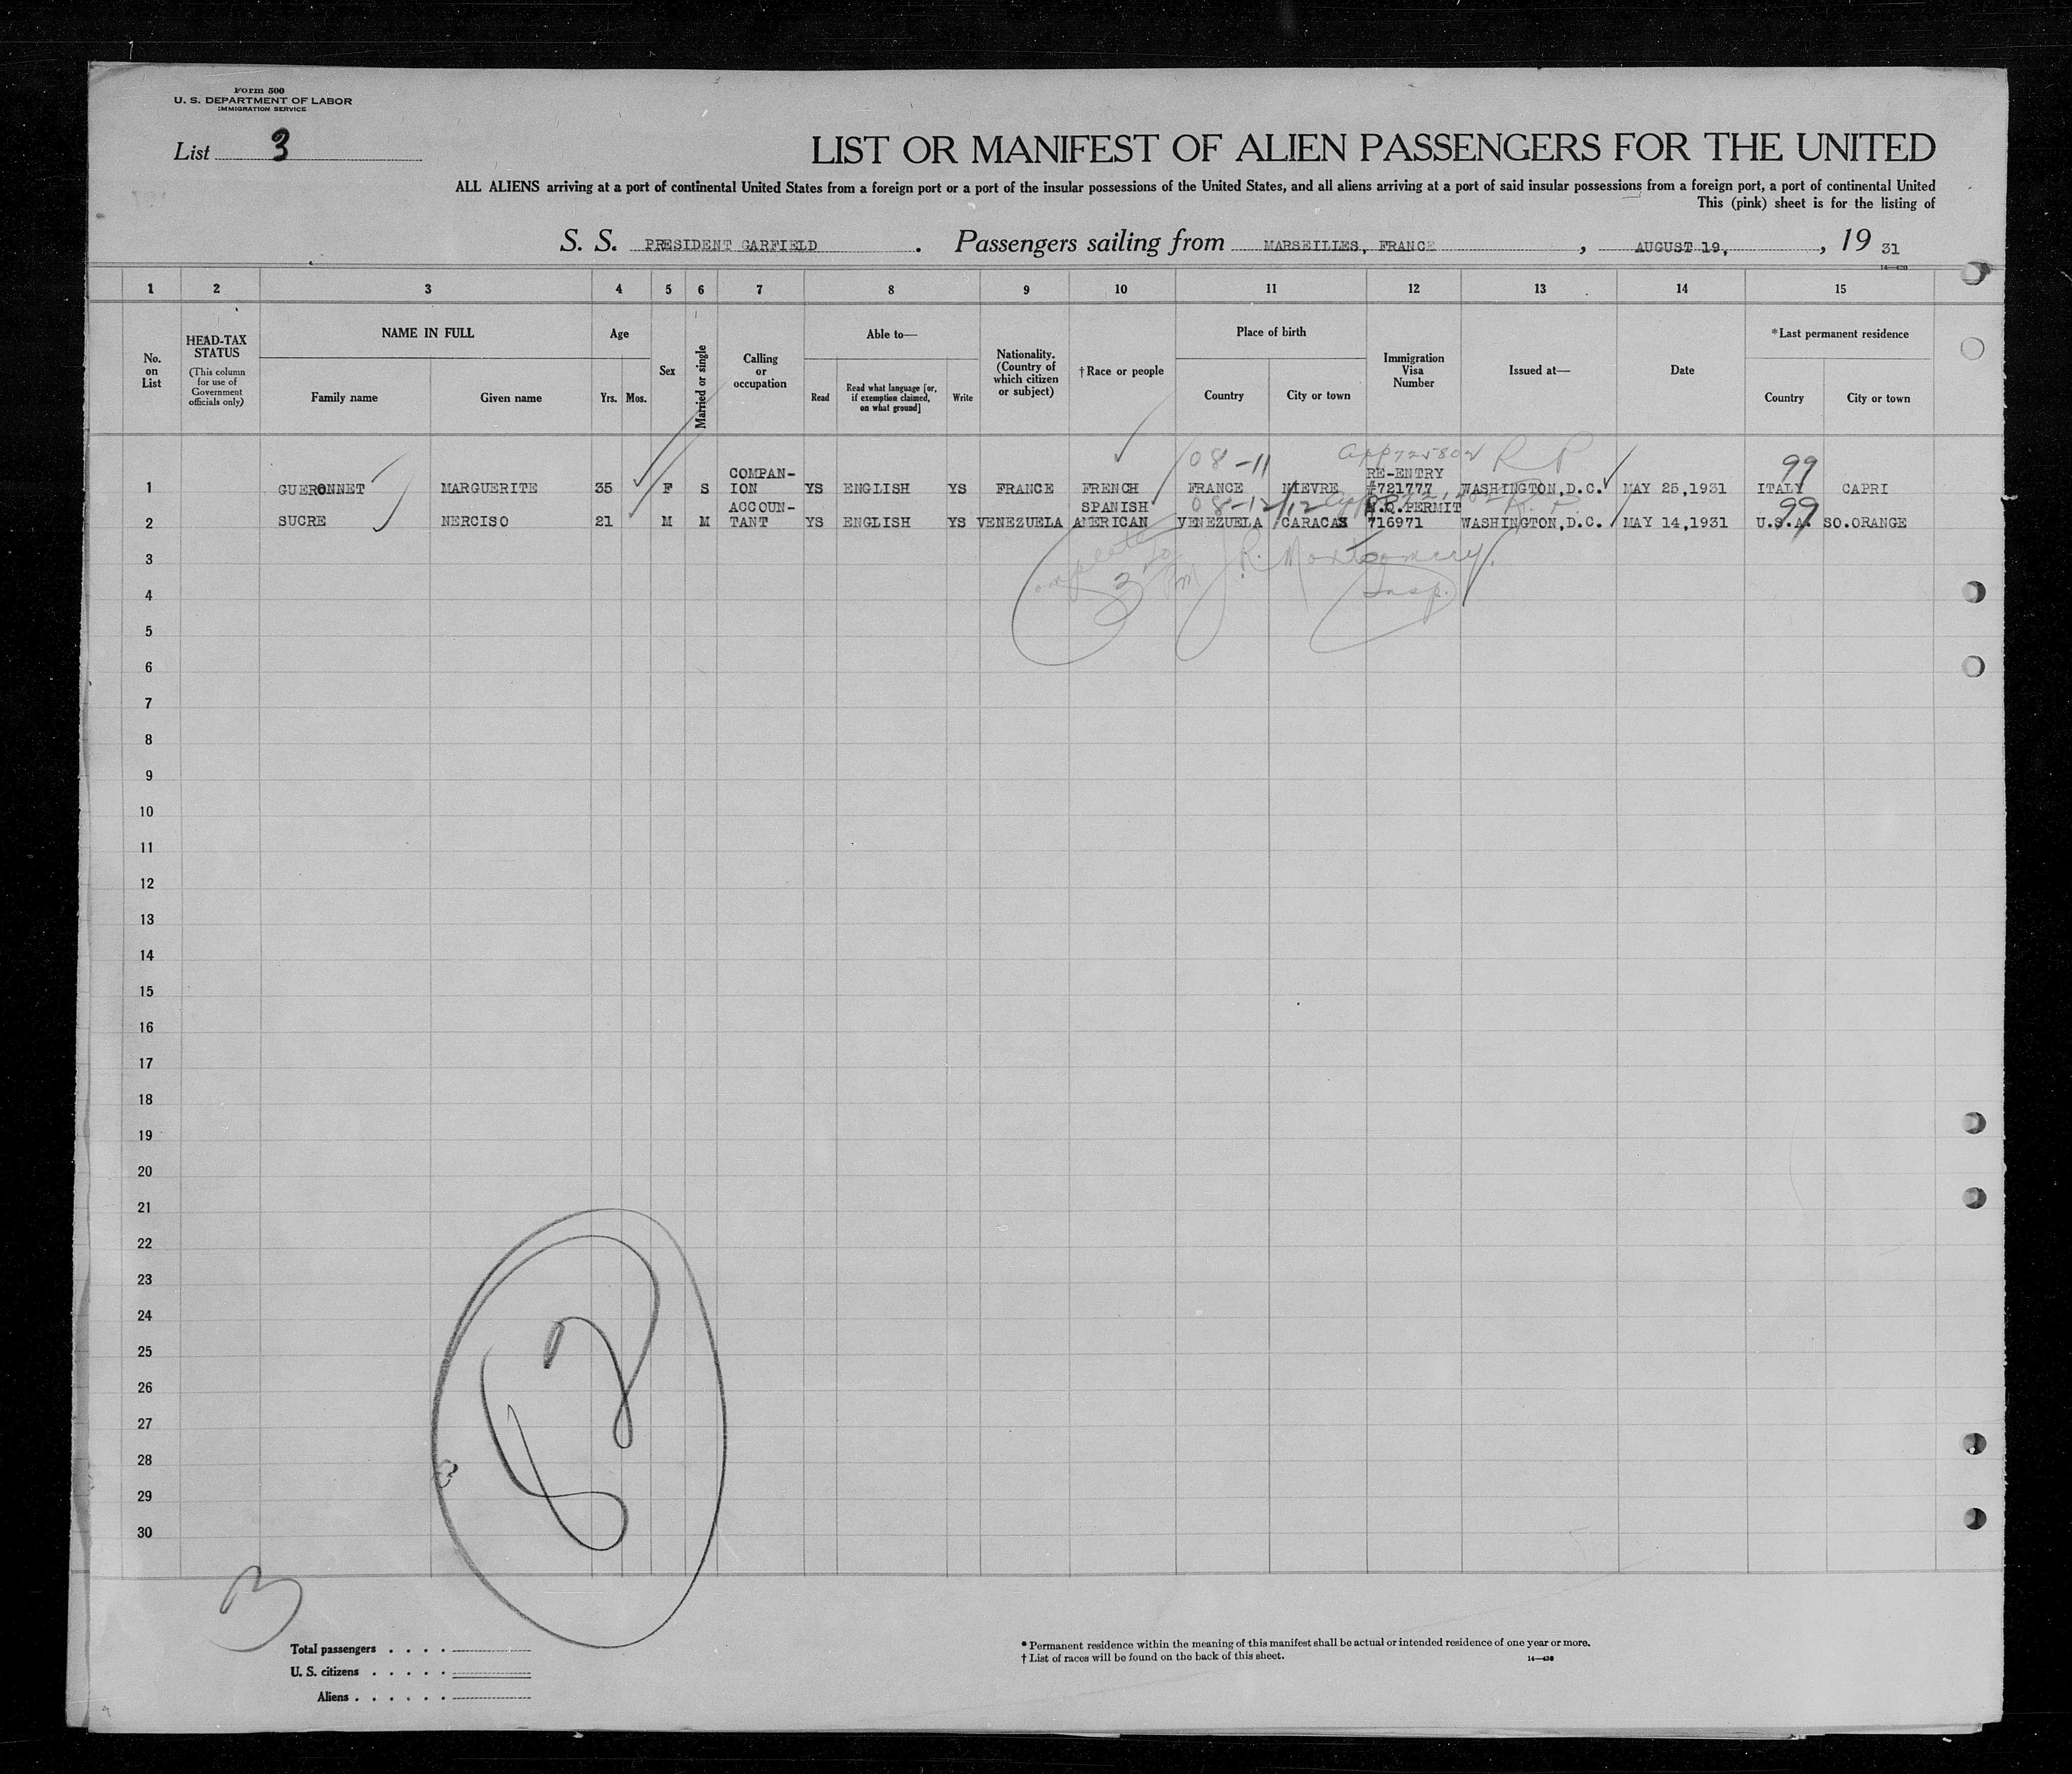 Form 500
U. S. DEPARTMENT OF LABOR
IMMIGRATION SERVICE
List 3
LIST OR MANIFEST OF ALIEN PASSENGERS FOR THE UNITED
ALL ALIENS arriving at a port of continental United States from a foreign port or a port of the insular possessions of the United States, and all aliens arriving at a port of said insular possessions from a foreign port, a port of continental United
This (pink) sheet is for the listing of
S. S. PRESIDENT GARFIELD . Passengers sailing from MARSEILLES, FRANCE , AUGUST 19, , 19 31
1 2 3 4 5 6 7 8 9 10 11 12 13 14 15
No. on List
HEAD-TAX STATUS
(This column for use of Government officials only)
NAME IN FULL
Family name Given name
Age
Yrs. Mos.
Sex
Married or single
Calling or occupation
Able to—
Read
Read what language [or, if exemption claimed, on what ground]
Write
Nationality. (Country of which citizen or subject)
†Race or people
Place of birth
Country City or town
Immigration Visa Number
Issued at—
Date
*Last permanent residence
Country City or town
08-11 R P 99
COMPAN- RE-ENTRY
1 GUERONNET MARGUERITE 35 F S ION YS ENGLISH YS FRANCE FRENCH FRANCE NIEVRE #721777 WASHINGTON,D.C. MAY 25,1931 ITALY CAPRI
08-12/12 R. P. 99
ACCOUN- SPANISH PERMIT
2 SUCRE NERCISO 21 M M TANT YS ENGLISH YS VENEZUELA AMERICAN VENEZUELA CARACAS 716971 WASHINGTON,D.C. MAY 14,1931 U.S.A. SO.ORANGE
3 J. R. Montgomery
4 Insp.
5
6
7
8
9
10
11
12
13
14
15
16
17
18
19
20
21
22
23
24
25
26
27
28
29
30
Total passengers . . . .
U. S. citizens . . . . .
Aliens . . . . . .
* Permanent residence within the meaning of this manifest shall be actual or intended residence of one year or more.
† List of races will be found on the back of this sheet.
14—430